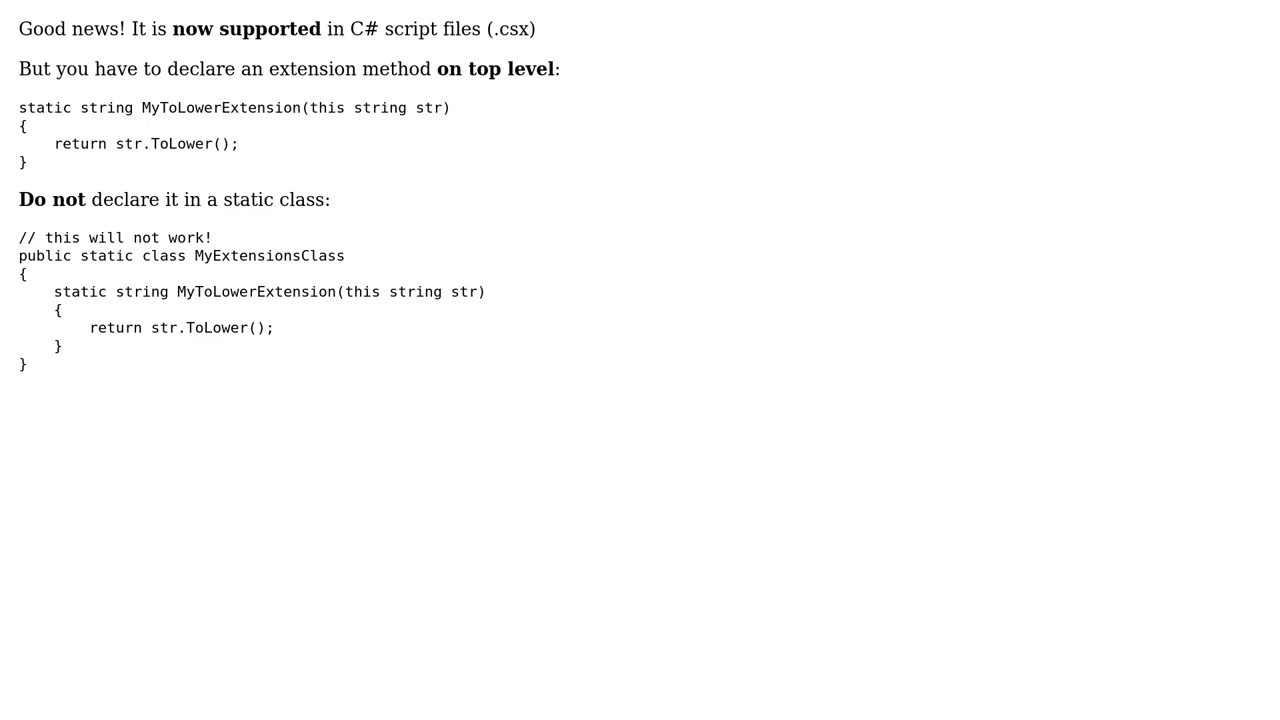 Good news! It is now supported in C# script files (.csx)
But you have to declare an extension method on top level:
static string MyToLowerExtension(this string str)
{
    return str.ToLower();
}
Do not declare it in a static class:
// this will not work!
public static class MyExtensionsClass
{
    static string MyToLowerExtension(this string str)
    {
        return str.ToLower();
    }
}